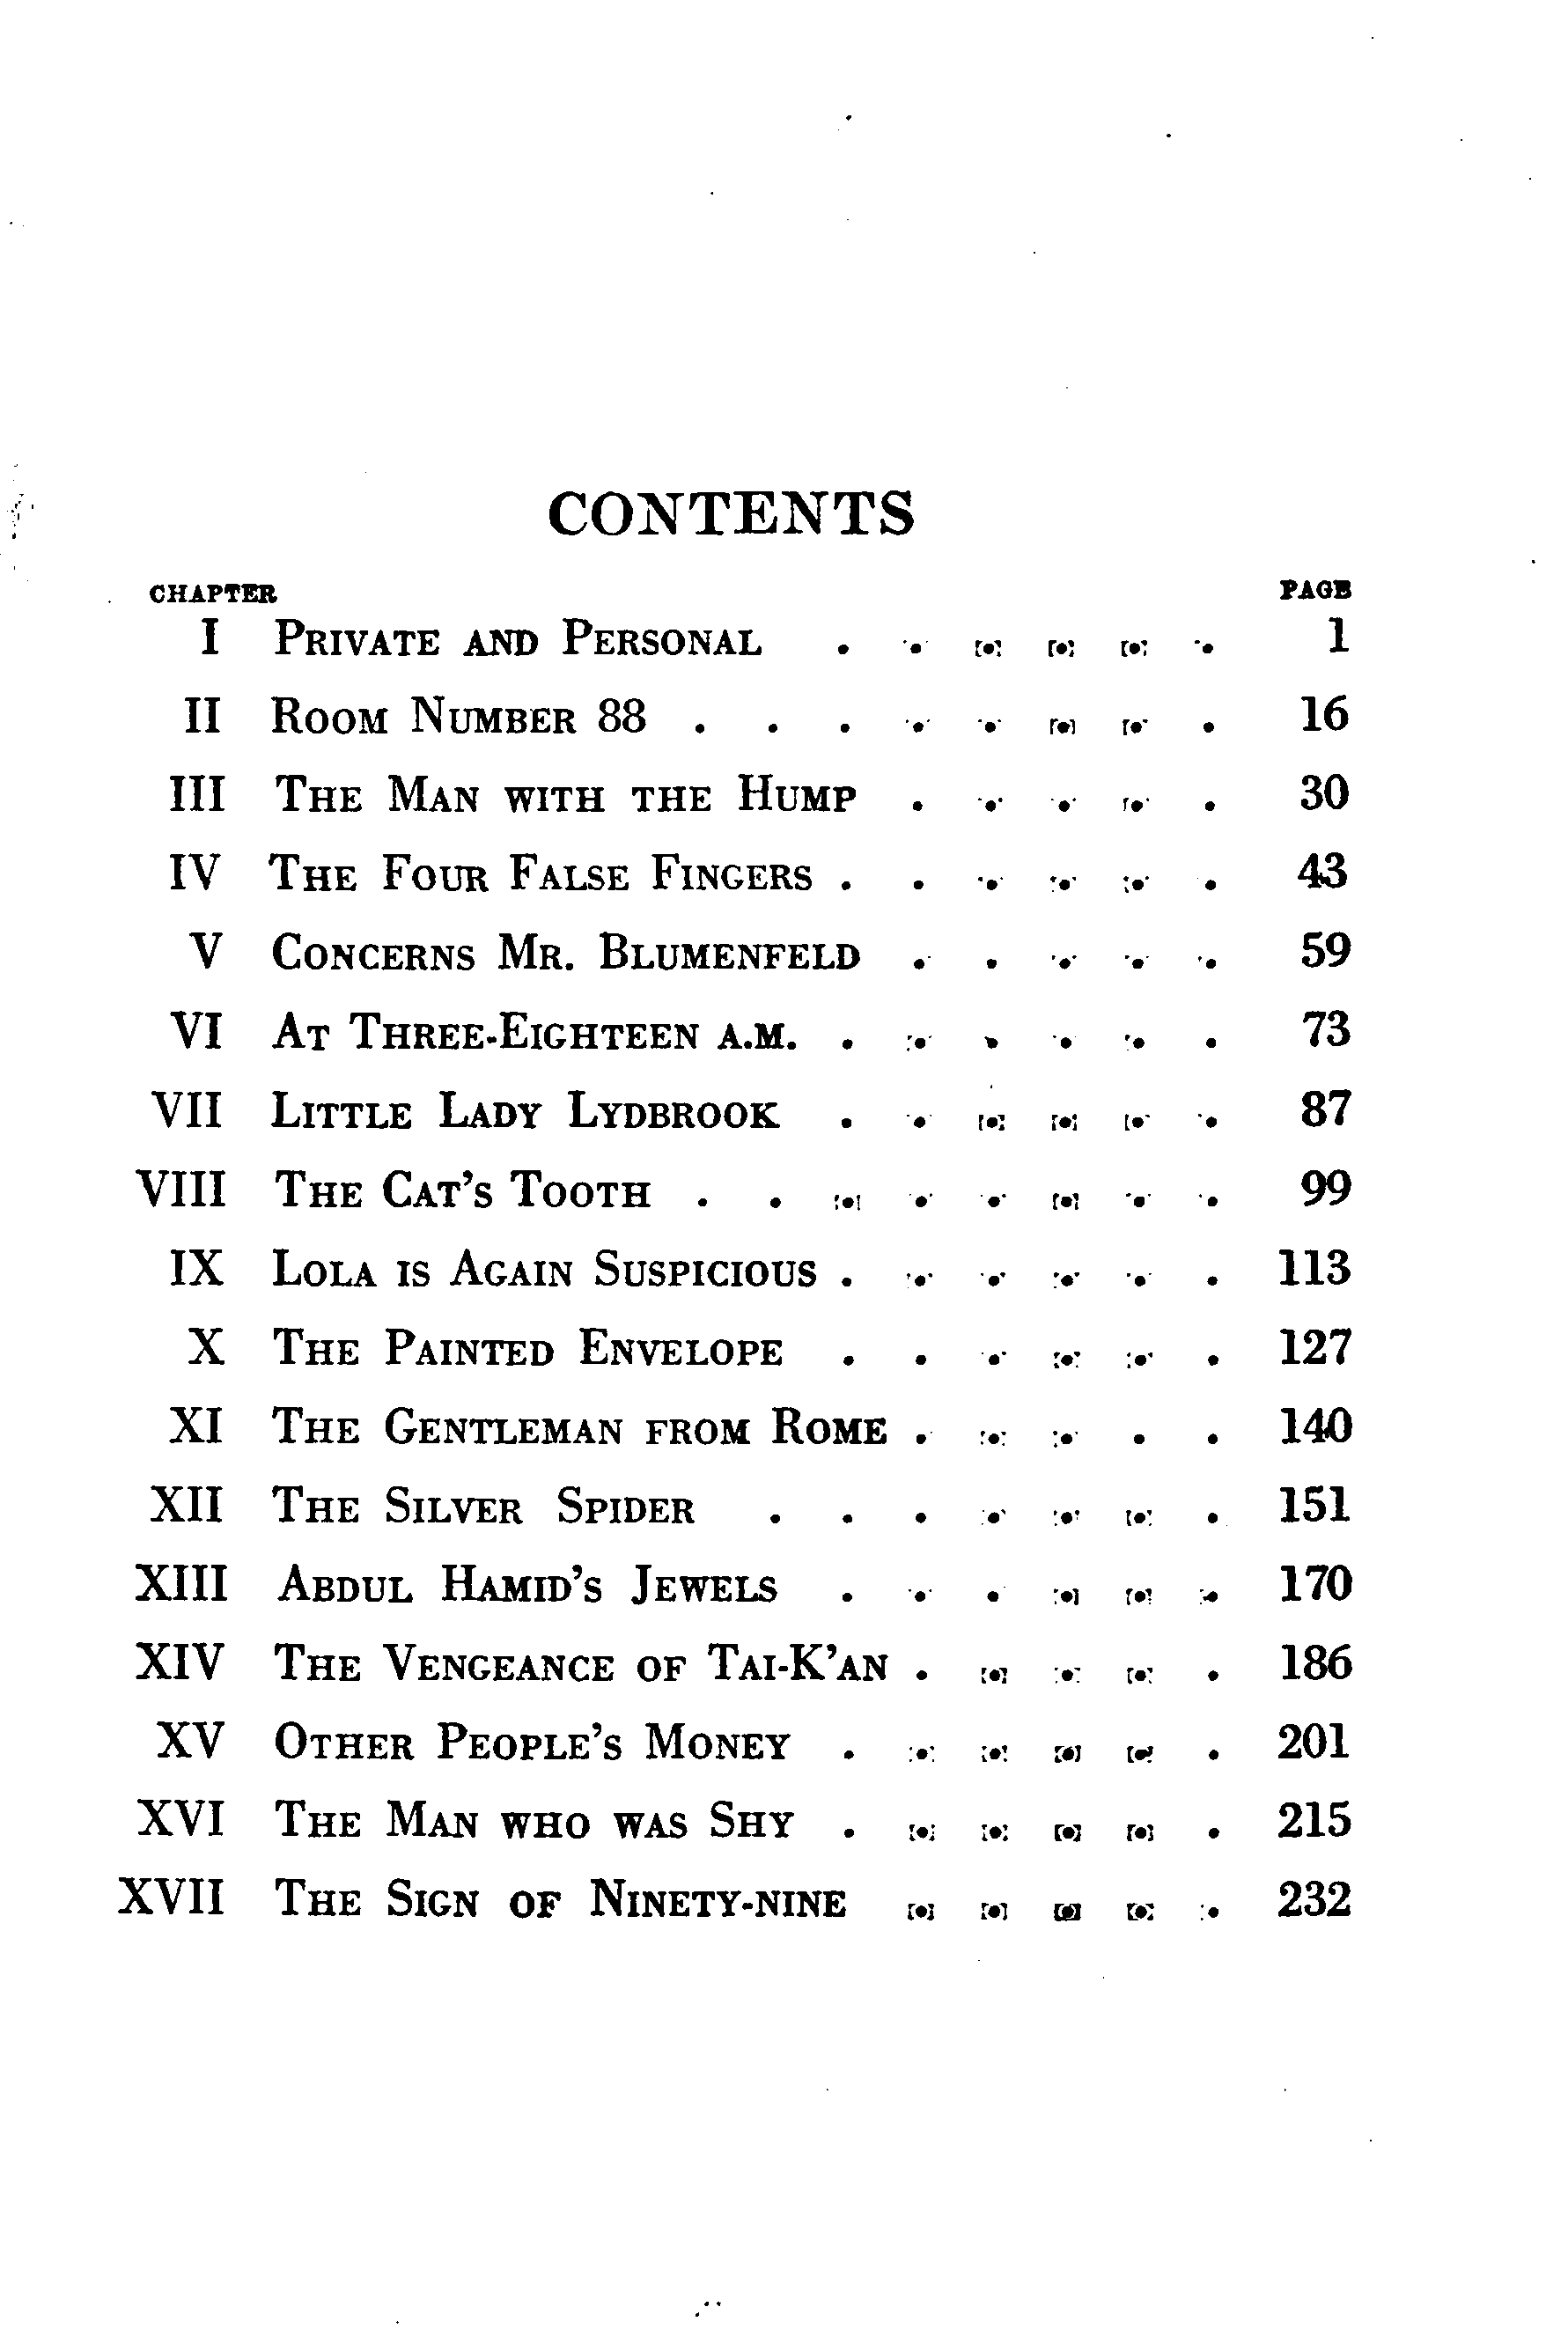 CONTENTS
CHAPTER PAGE
I Private and Personal . . . . . . 1
II Room Number 88 . . . . . . . . 16
III The Man with the Hump . . . . . 30
IV The Four False Fingers . . . . . . 43
V Concerns Mr. Blumenfeld . . . . . 59
VI At Three-Eighteen A.M. . . . . . . 73
VII Little Lady Lydbrook . . . . . . 87
VIII The Cat's Tooth . . . . . . . . 99
IX Lola is Again Suspicious . . . . . . 113
X The Painted Envelope . . . . . . 127
XI The Gentleman from Rome . . . . . 140
XII The Silver Spider . . . . . . . 151
XIII Abdul Hamid's Jewels . . . . . . 170
XIV The Vengeance of Tai-K'an . . . . . 186
XV Other People's Money . . . . . . 201
XVI The Man who was Shy . . . . . . 215
XVII The Sign of Ninety-nine . . . . . 232